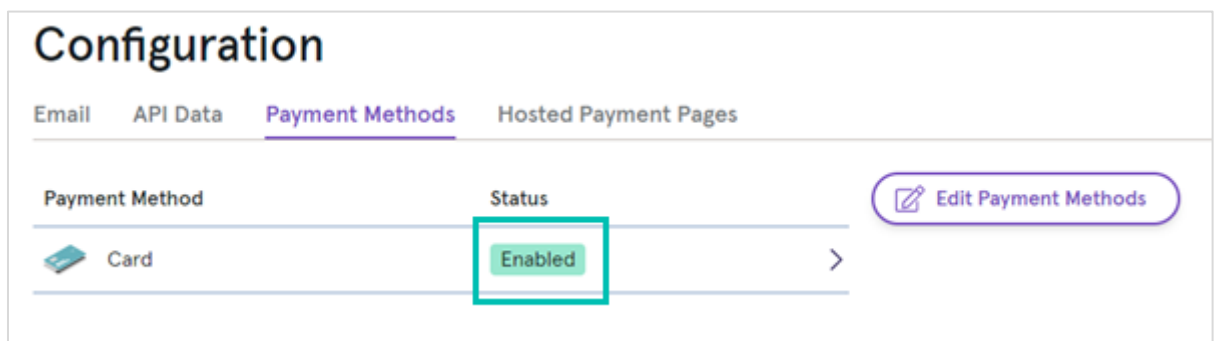 Configuration
Email API Data Payment Methods Hosted Payment Pages
Payment Method Status Edit Payment Methods
Card Enabled